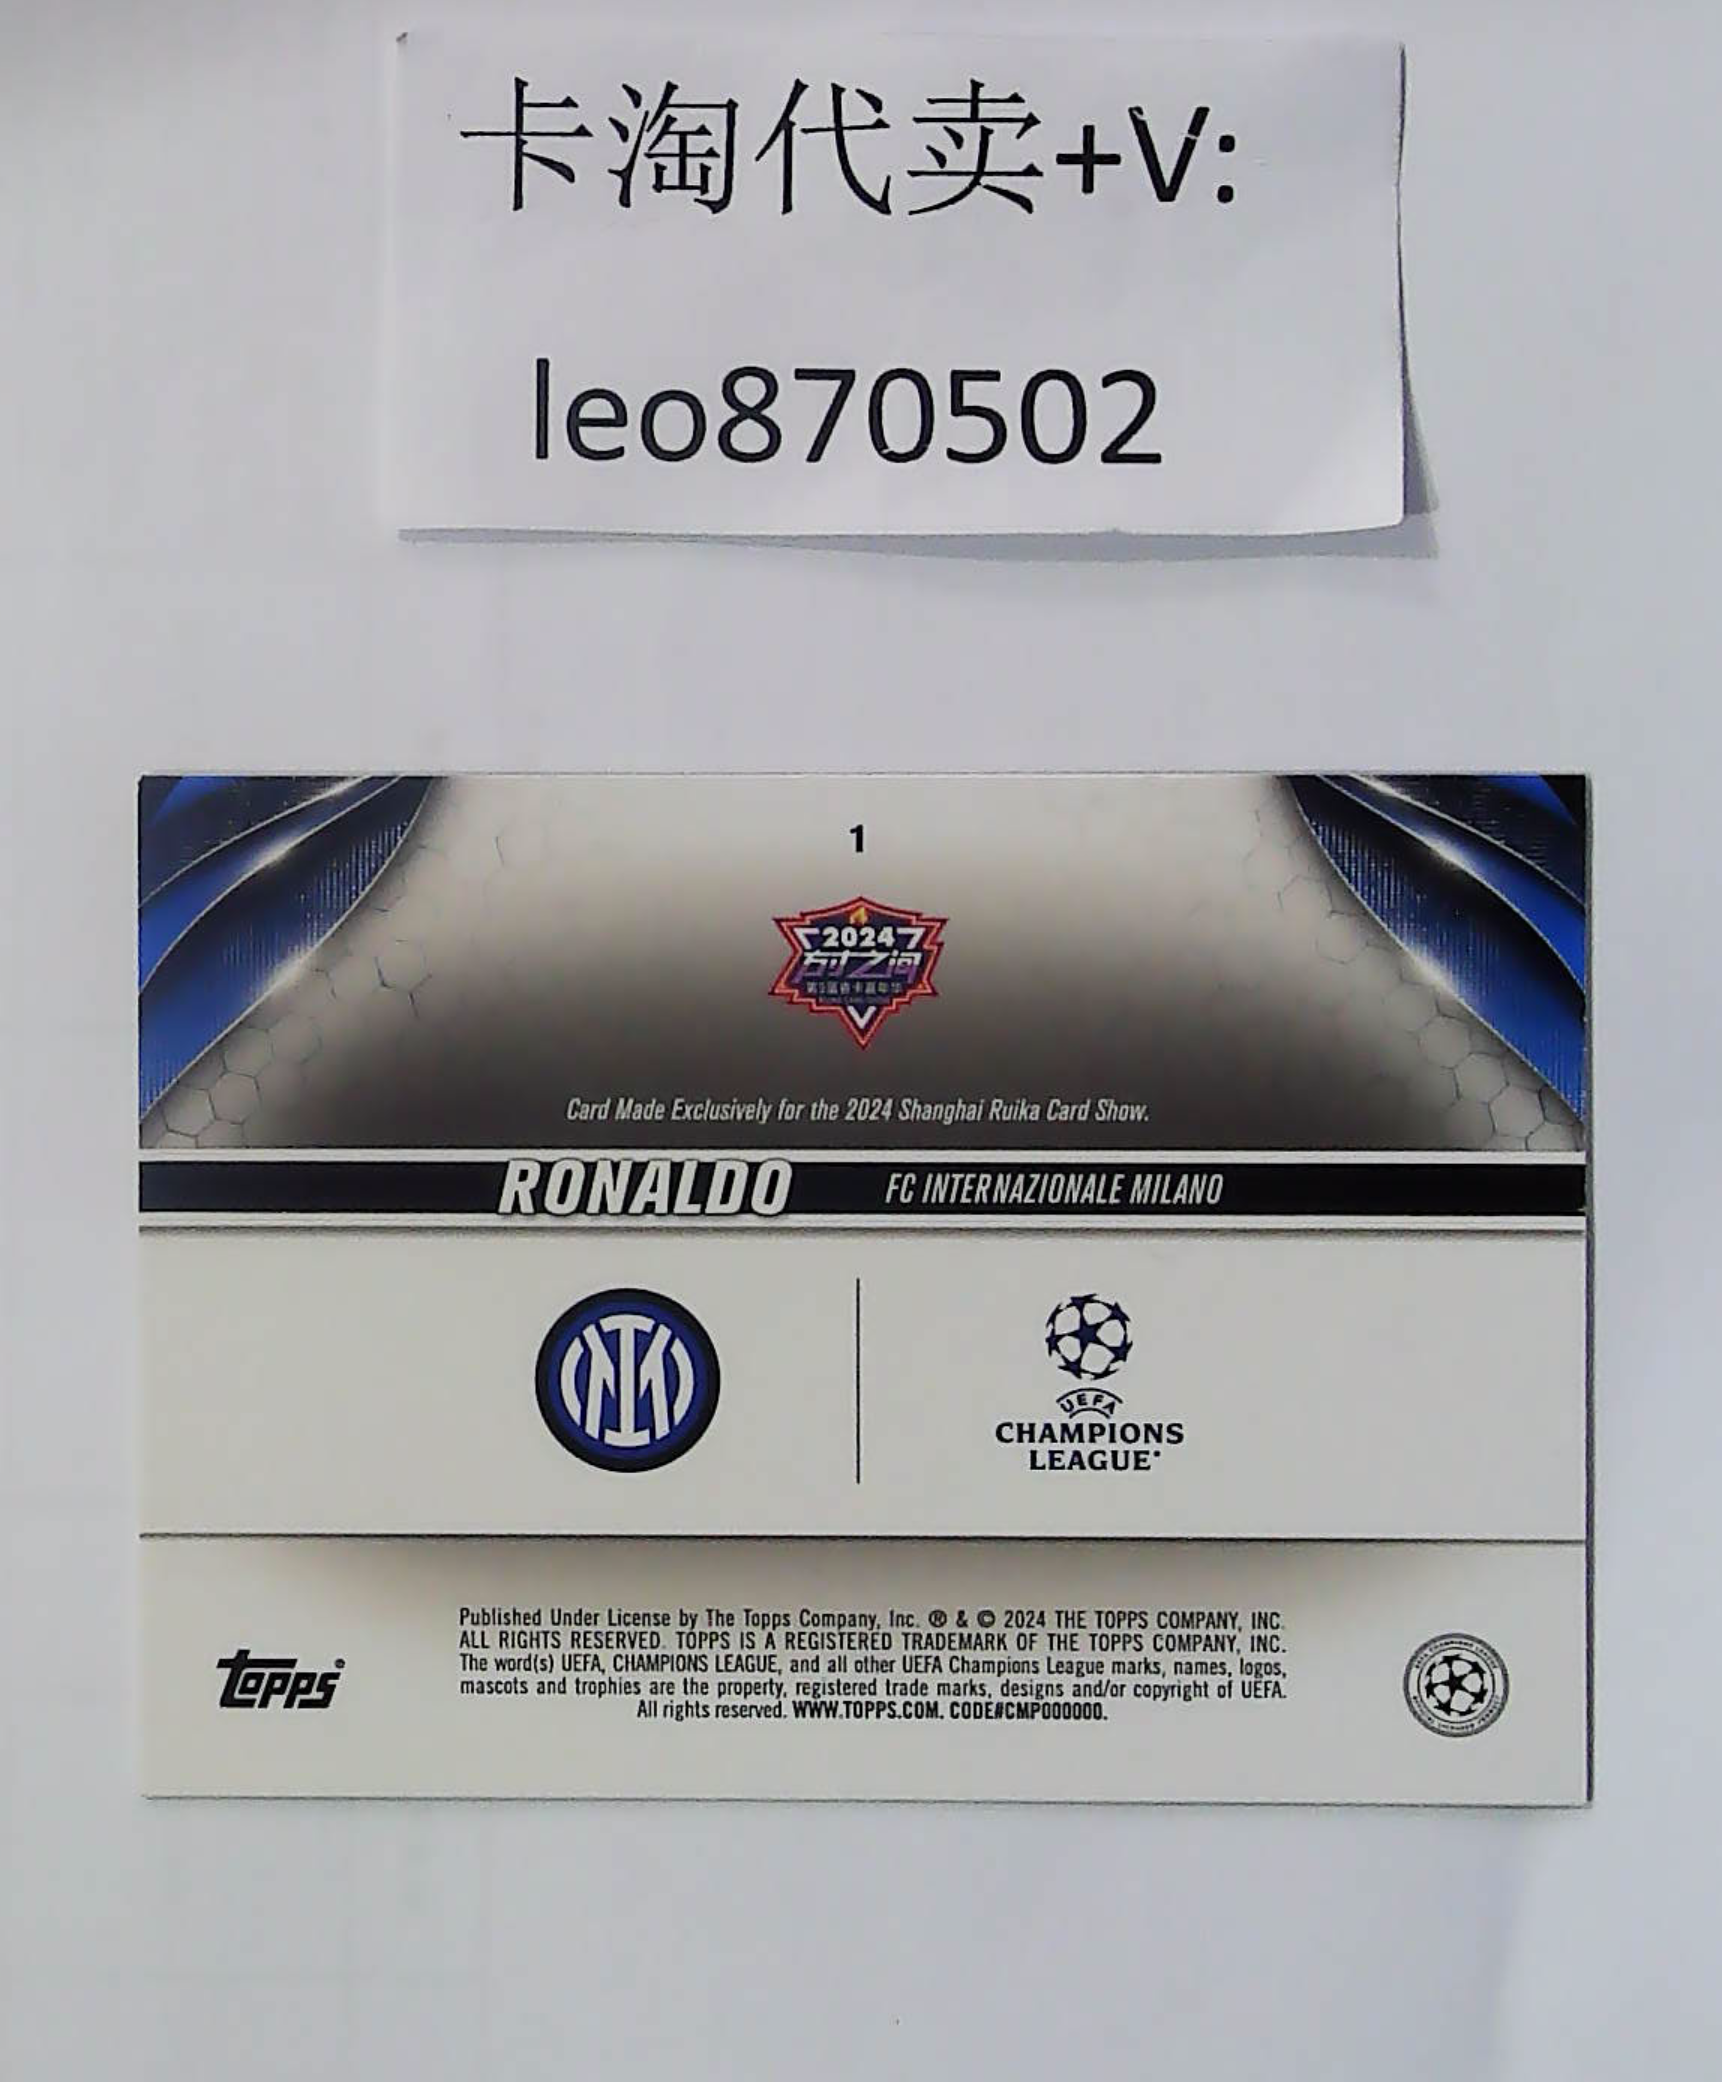 卡淘代卖+V:
leo870502
1
2024
方寸之间
Card Made Exclusively for the 2024 Shanghai Ruika Card Show.
RONALDO FC INTERNAZIONALE MILANO
UEFA
CHAMPIONS
LEAGUE
topps®
Published Under License by The Topps Company, Inc. ® & © 2024 THE TOPPS COMPANY, INC.
ALL RIGHTS RESERVED. TOPPS IS A REGISTERED TRADEMARK OF THE TOPPS COMPANY, INC.
The word(s) UEFA, CHAMPIONS LEAGUE, and all other UEFA Champions League marks, names, logos,
mascots and trophies are the property, registered trade marks, designs and/or copyright of UEFA.
All rights reserved. WWW.TOPPS.COM. CODE#CMP000000.